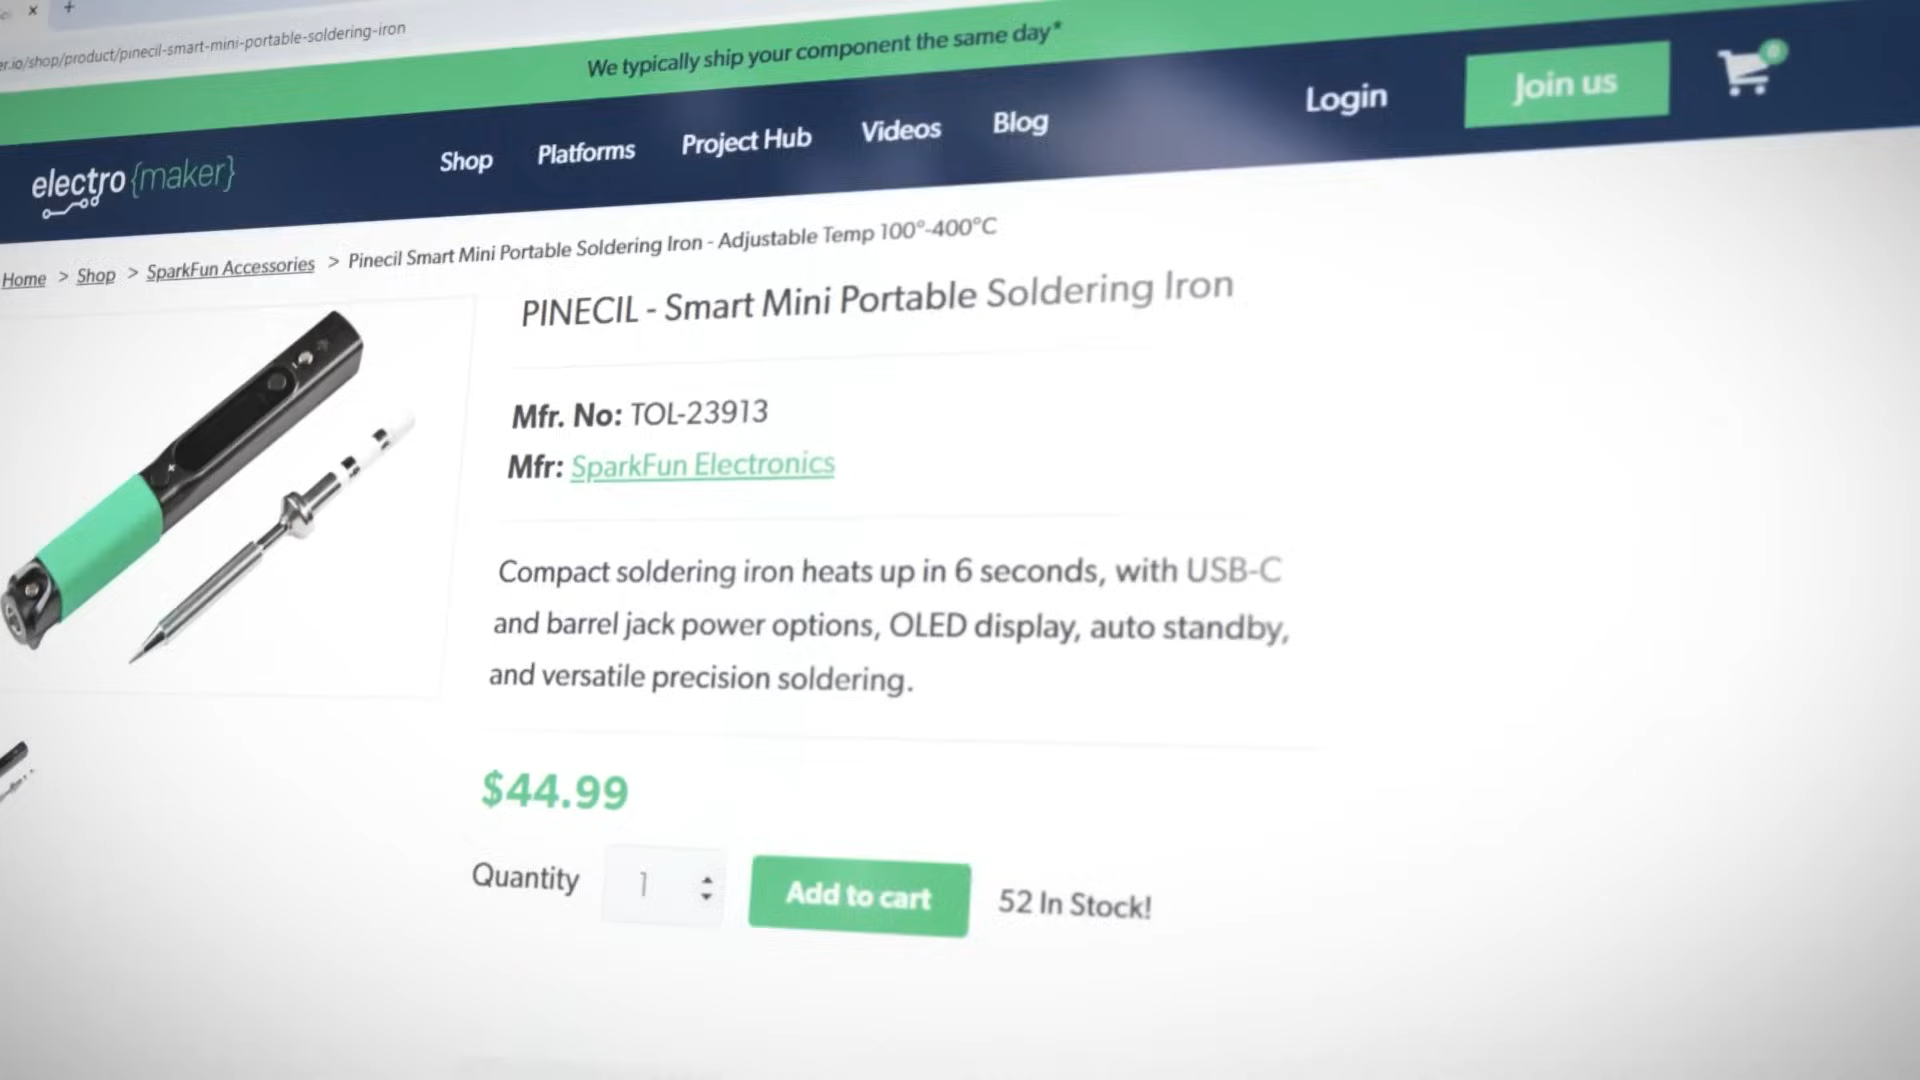 +
er.io/shop/product/pinecil-smart-mini-portable-soldering-iron
We typically ship your component the same day*
electro {maker}
Shop
Platforms
Project Hub
Videos
Blog
Login
Join us
0
Home > Shop > SparkFun Accessories > Pinecil Smart Mini Portable Soldering Iron - Adjustable Temp 100°-400°C
PINECIL - Smart Mini Portable Soldering Iron
Mfr. No: TOL-23913
Mfr: SparkFun Electronics
Compact soldering iron heats up in 6 seconds, with USB-C
and barrel jack power options, OLED display, auto standby,
and versatile precision soldering.
$44.99
Quantity
1
Add to cart
52 In Stock!